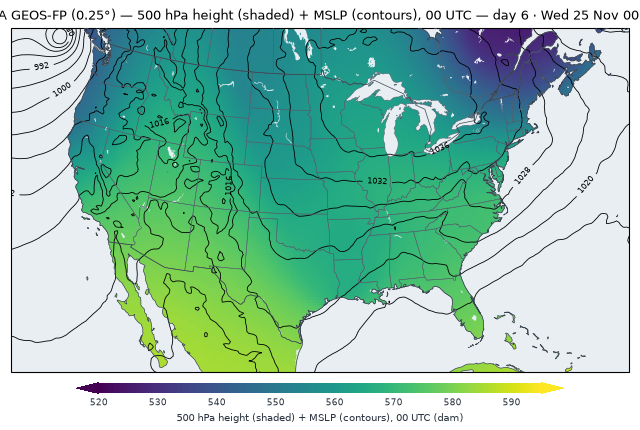 A GEOS-FP (0.25°) — 500 hPa height (shaded) + MSLP (contours), 00 UTC — day 6 · Wed 25 Nov 00
992
1000
1016
1036
1032
1028
1020
520 530 540 550 560 570 580 590
500 hPa height (shaded) + MSLP (contours), 00 UTC (dam)